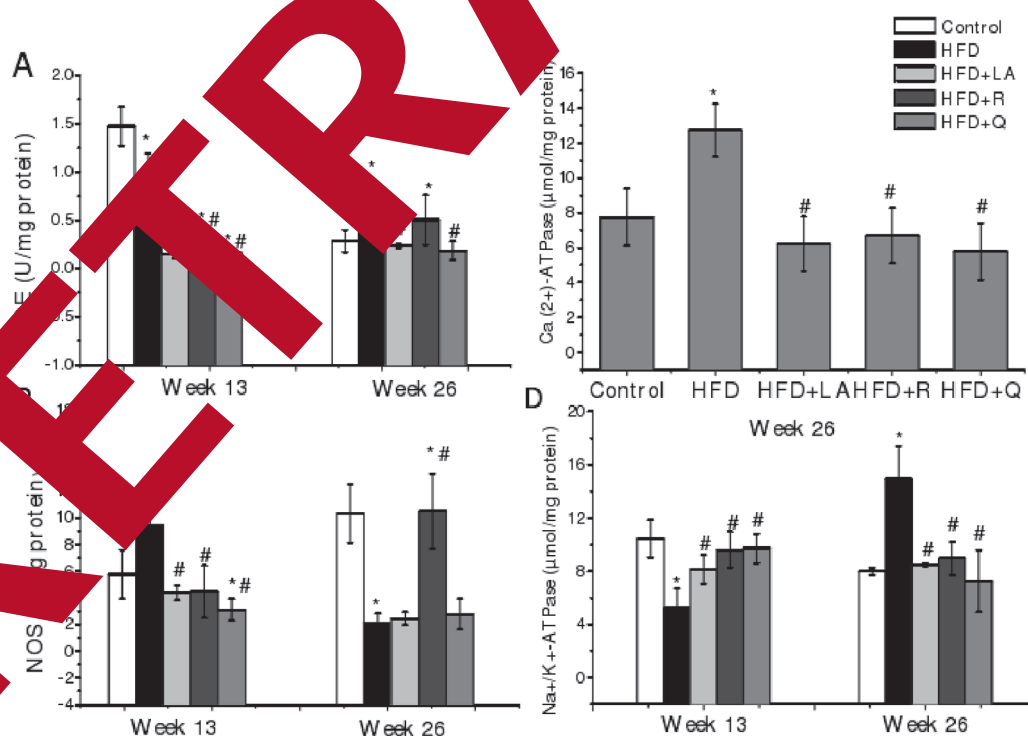 Control
HFD
HFD+LA
HFD+R
HFD+Q
A
2.0
1.5
1.0
0.5
0.0
-1.0
(U/mg protein)
* * # * #
* * #
Week 13
Week 26
Ca (2+)-ATPase (μmol/mg protein)
16
14
12
10
8
6
4
2
0
* # # #
Control HFD HFD+LA HFD+R HFD+Q
Week 26
10
8
2
0
-2
-4
NOS
# # * #
* * #
Week 13
Week 26
D
Na+/K+-ATPase (μmol/mg protein)
20
16
12
8
4
0
* # # #
* # # #
Week 13
Week 26